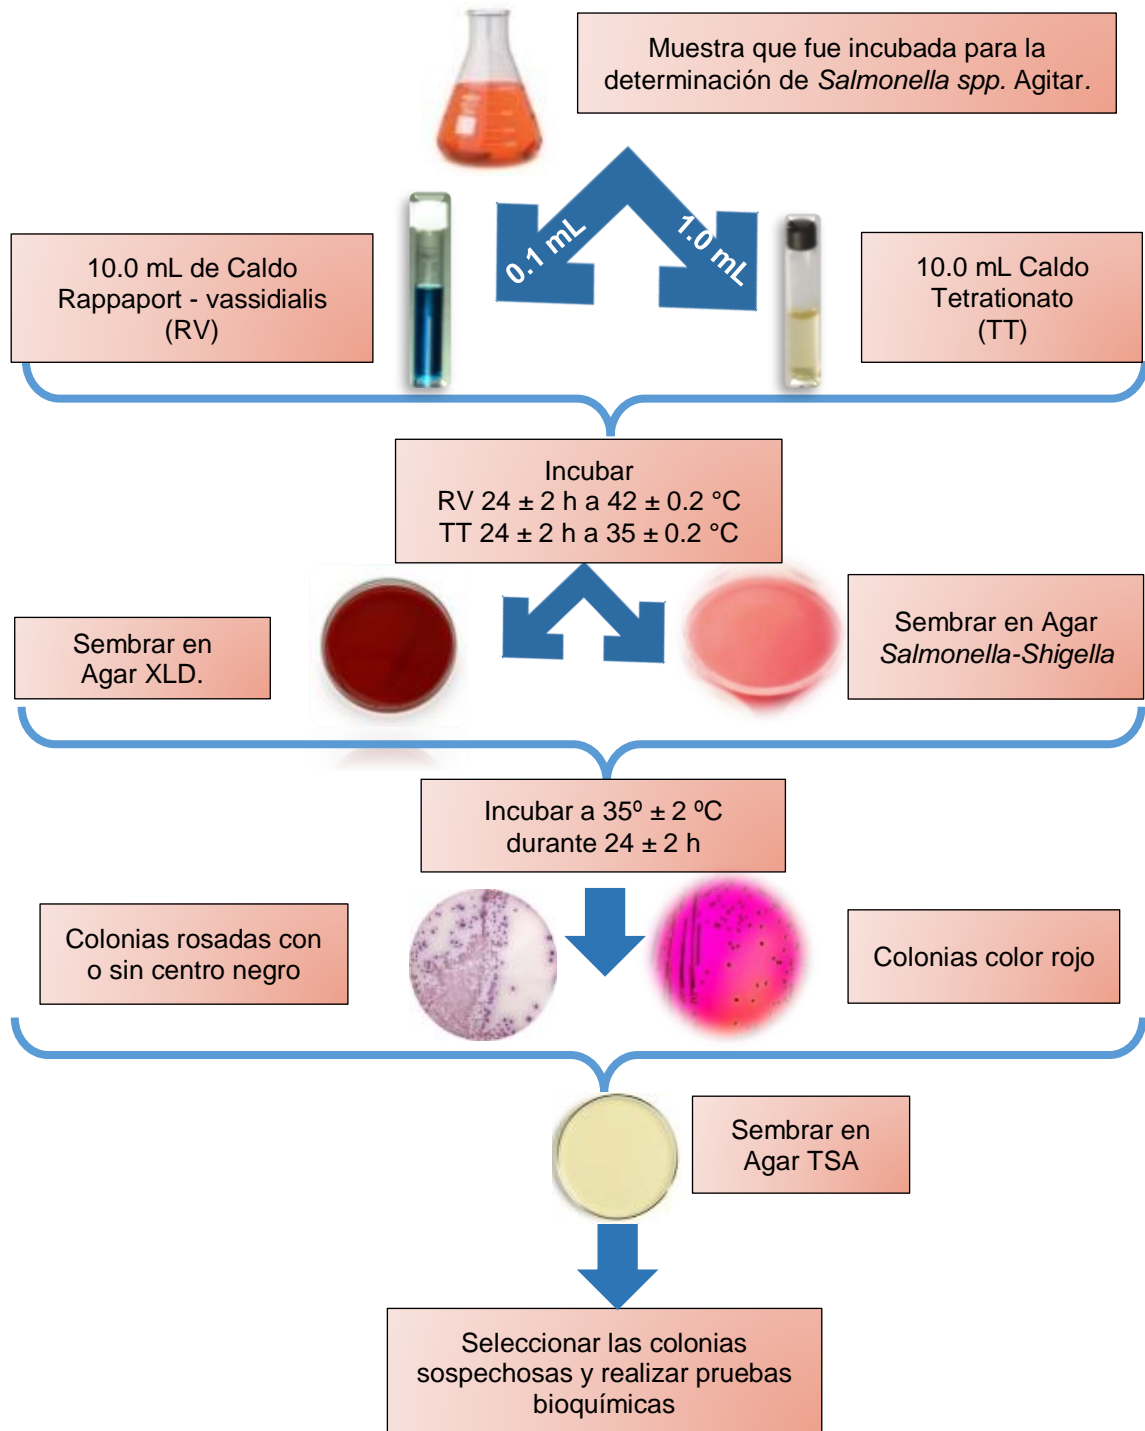 Muestra que fue incubada para la
determinación de Salmonella spp. Agitar.
0.1 mL
1.0 mL
10.0 mL de Caldo
Rappaport - vassidialis
(RV)
10.0 mL Caldo
Tetrationato
(TT)
Incubar
RV 24 ± 2 h a 42 ± 0.2 °C
TT 24 ± 2 h a 35 ± 0.2 °C
Sembrar en
Agar XLD.
Sembrar en Agar
Salmonella-Shigella
Incubar a 35º ± 2 ºC
durante 24 ± 2 h
Colonias rosadas con
o sin centro negro
Colonias color rojo
Sembrar en
Agar TSA
Seleccionar las colonias
sospechosas y realizar pruebas
bioquímicas